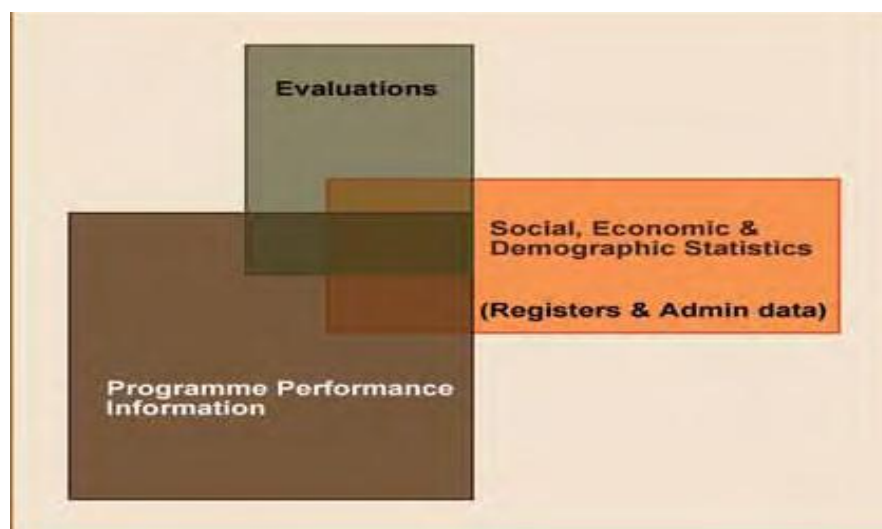 Evaluations
Social, Economic &
Demographic Statistics
(Registers & Admin data)
Programme Performance
Information